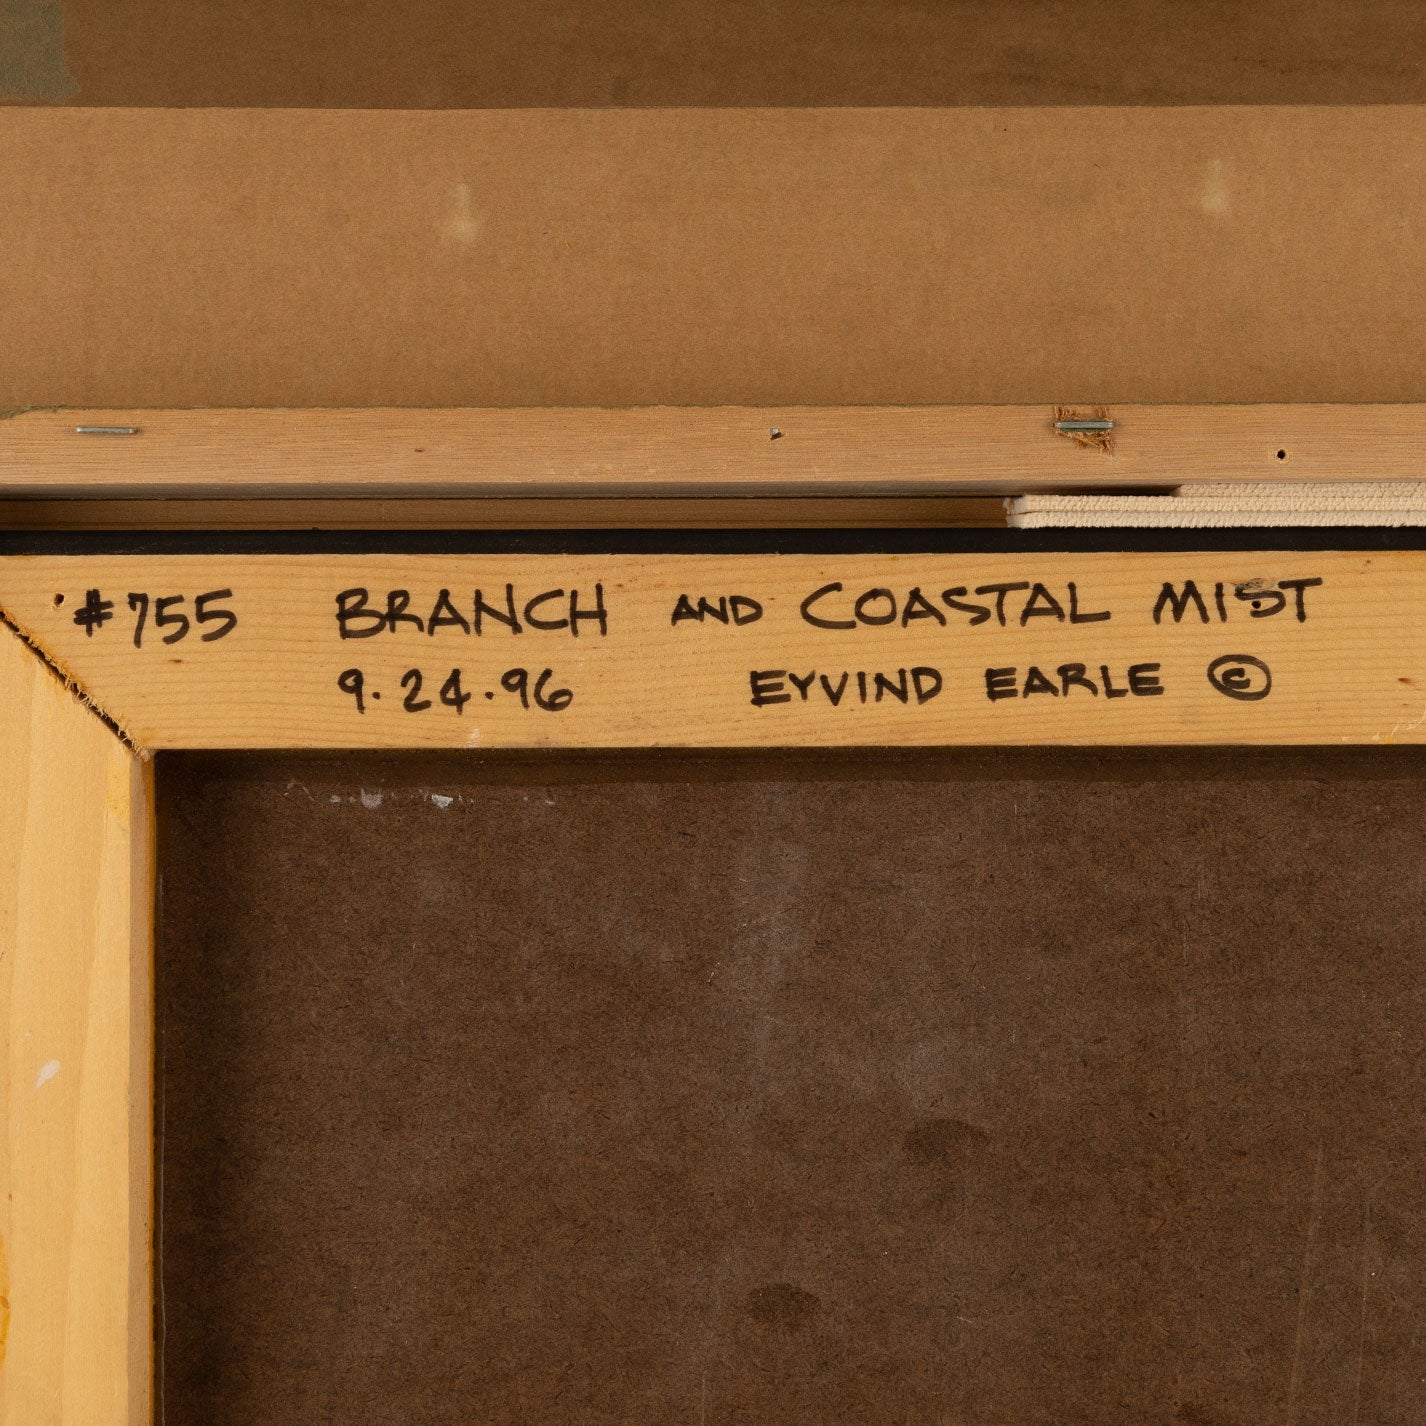 #755 BRANCH AND COASTAL MIST
9.24.96 EYVIND EARLE ©